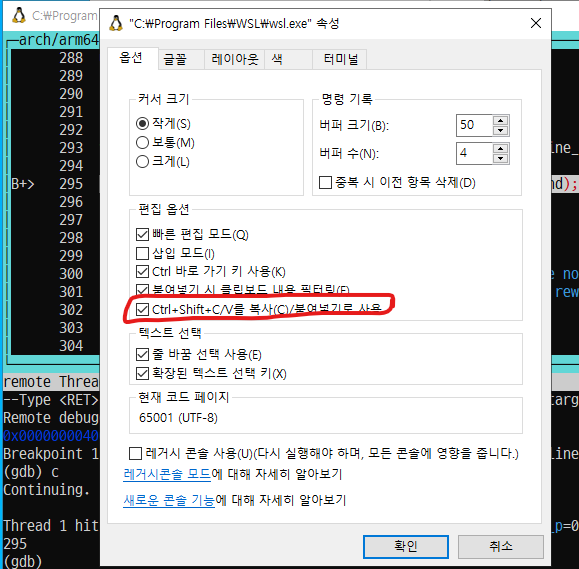 C:\Pro
"C:\Program Files\WSL\wsl.exe" 속성
arch/arm64
288
289
290
291
292
293
294
B+> 295
296
297
298
299
300
301
302
303
304
ine_
nd);
e no
rew
옵션 글꼴 레이아웃 색 터미널
커서 크기
작게(S)
보통(M)
크게(L)
명령 기록
버퍼 크기(B): 50
버퍼 수(N): 4
중복 시 이전 항목 삭제(D)
편집 옵션
빠른 편집 모드(Q)
삽입 모드(I)
Ctrl 바로 가기 키 사용(K)
붙여넣기 시 클립보드 내용 필터링(F)
Ctrl+Shift+C/V를 복사(C)/붙여넣기로 사용
텍스트 선택
줄 바꿈 선택 사용(E)
확장된 텍스트 선택 키(X)
현재 코드 페이지
65001 (UTF-8)
레거시 콘솔 사용(U)(다시 실행해야 하며, 모든 콘솔에 영향을 줍니다.)
레거시콘솔 모드에 대해 자세히 알아보기
새로운 콘솔 기능에 대해 자세히 알아보기
확인 취소
remote Threa
--Type <RET> targ
Remote debug
0x0000000040
Breakpoint 1 line
(gdb) c
Continuing.
Thread 1 hit _p=0
295
(gdb)